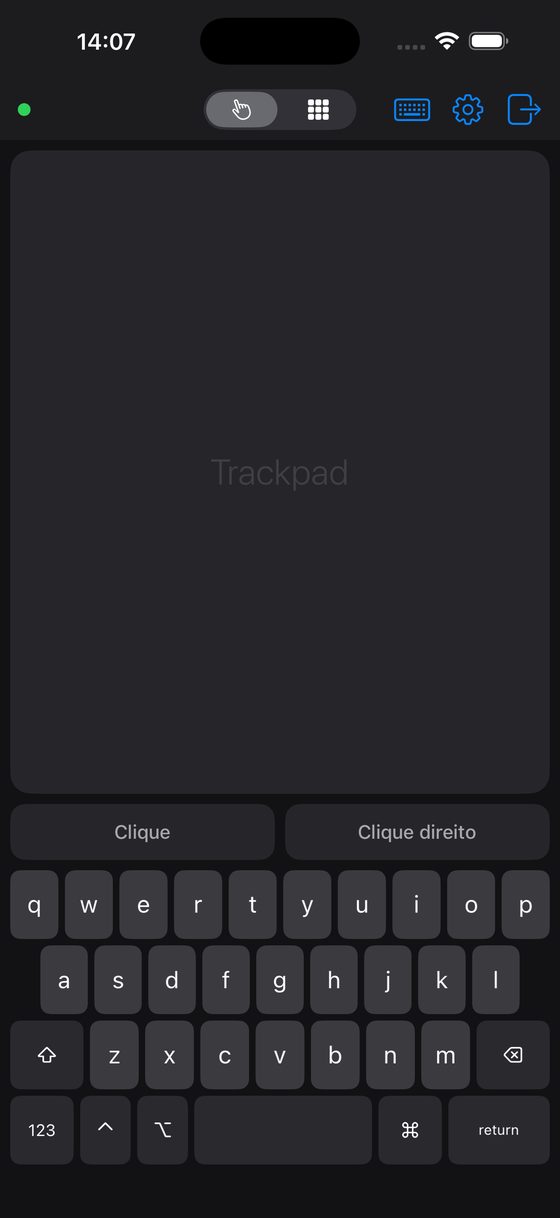 14:07
Trackpad
Clique Clique direito
q w e r t y u i o p
a s d f g h j k l
z x c v b n m
123 ^ ⌥ ⌘ return